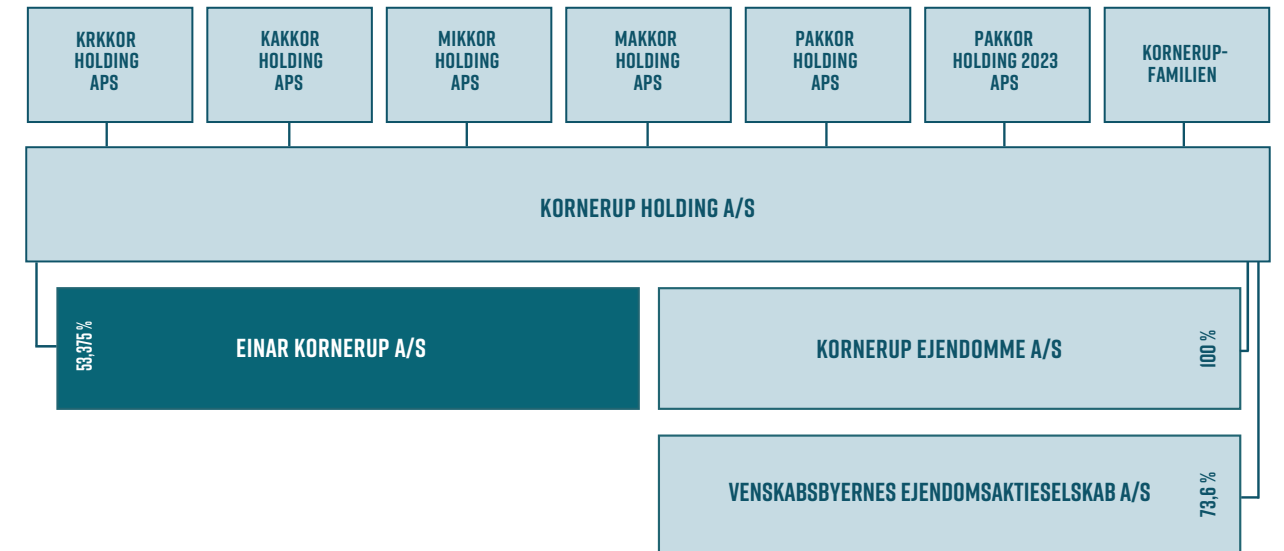 KRKKOR
HOLDING
APS
KAKKOR
HOLDING
APS
MIKKOR
HOLDING
APS
MAKKOR
HOLDING
APS
PAKKOR
HOLDING
APS
PAKKOR
HOLDING 2023
APS
KORNERUP-
FAMILIEN
KORNERUP HOLDING A/S
53,375 %
EINAR KORNERUP A/S
KORNERUP EJENDOMME A/S
100 %
VENSKABSBYERNES EJENDOMSAKTIESELSKAB A/S
73,6 %